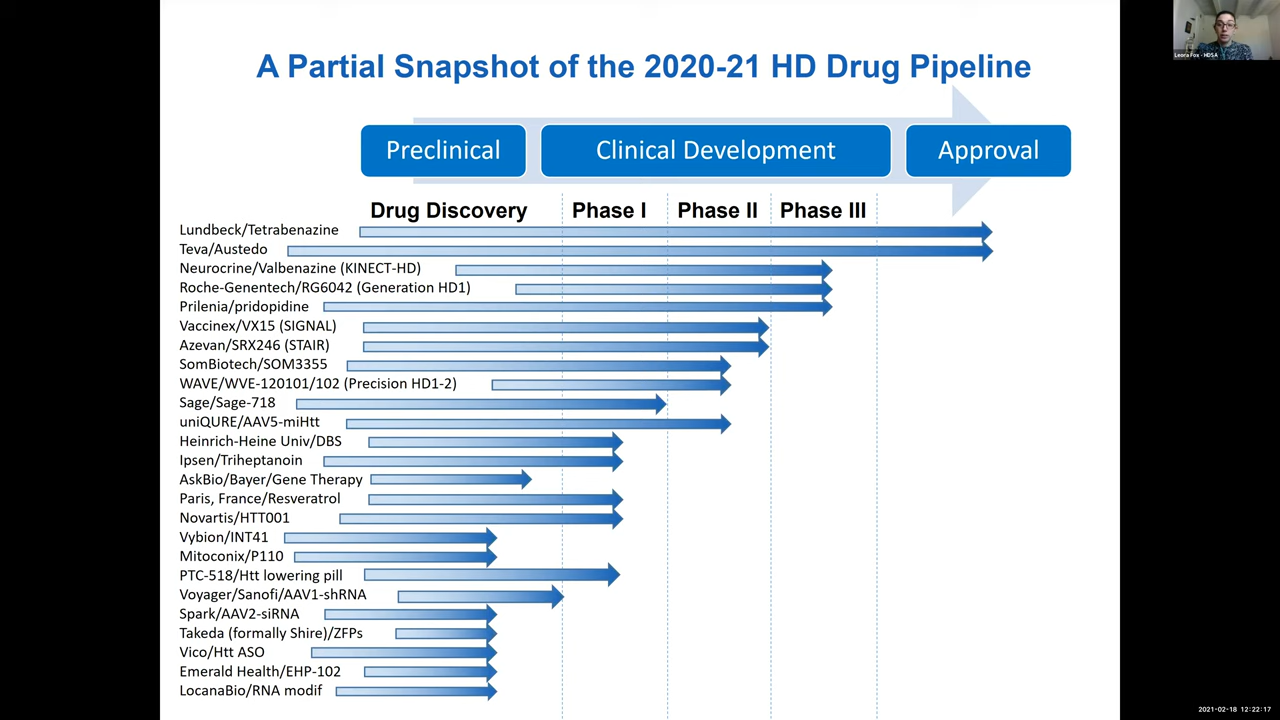 A Partial Snapshot of the 2020-21 HD Drug Pipeline
Leora Fox - HDSA
Preclinical
Clinical Development
Approval
Drug Discovery
Phase I
Phase II
Phase III
Lundbeck/Tetrabenazine
Teva/Austedo
Neurocrine/Valbenazine (KINECT-HD)
Roche-Genentech/RG6042 (Generation HD1)
Prilenia/pridopidine
Vaccinex/VX15 (SIGNAL)
Azevan/SRX246 (STAIR)
SomBiotech/SOM3355
WAVE/WVE-120101/102 (Precision HD1-2)
Sage/Sage-718
uniQURE/AAV5-miHtt
Heinrich-Heine Univ/DBS
Ipsen/Triheptanoin
AskBio/Bayer/Gene Therapy
Paris, France/Resveratrol
Novartis/HTT001
Vybion/INT41
Mitoconix/P110
PTC-518/Htt lowering pill
Voyager/Sanofi/AAV1-shRNA
Spark/AAV2-siRNA
Takeda (formally Shire)/ZFPs
Vico/Htt ASO
Emerald Health/EHP-102
LocanaBio/RNA modif
2021-02-18 12:22:17